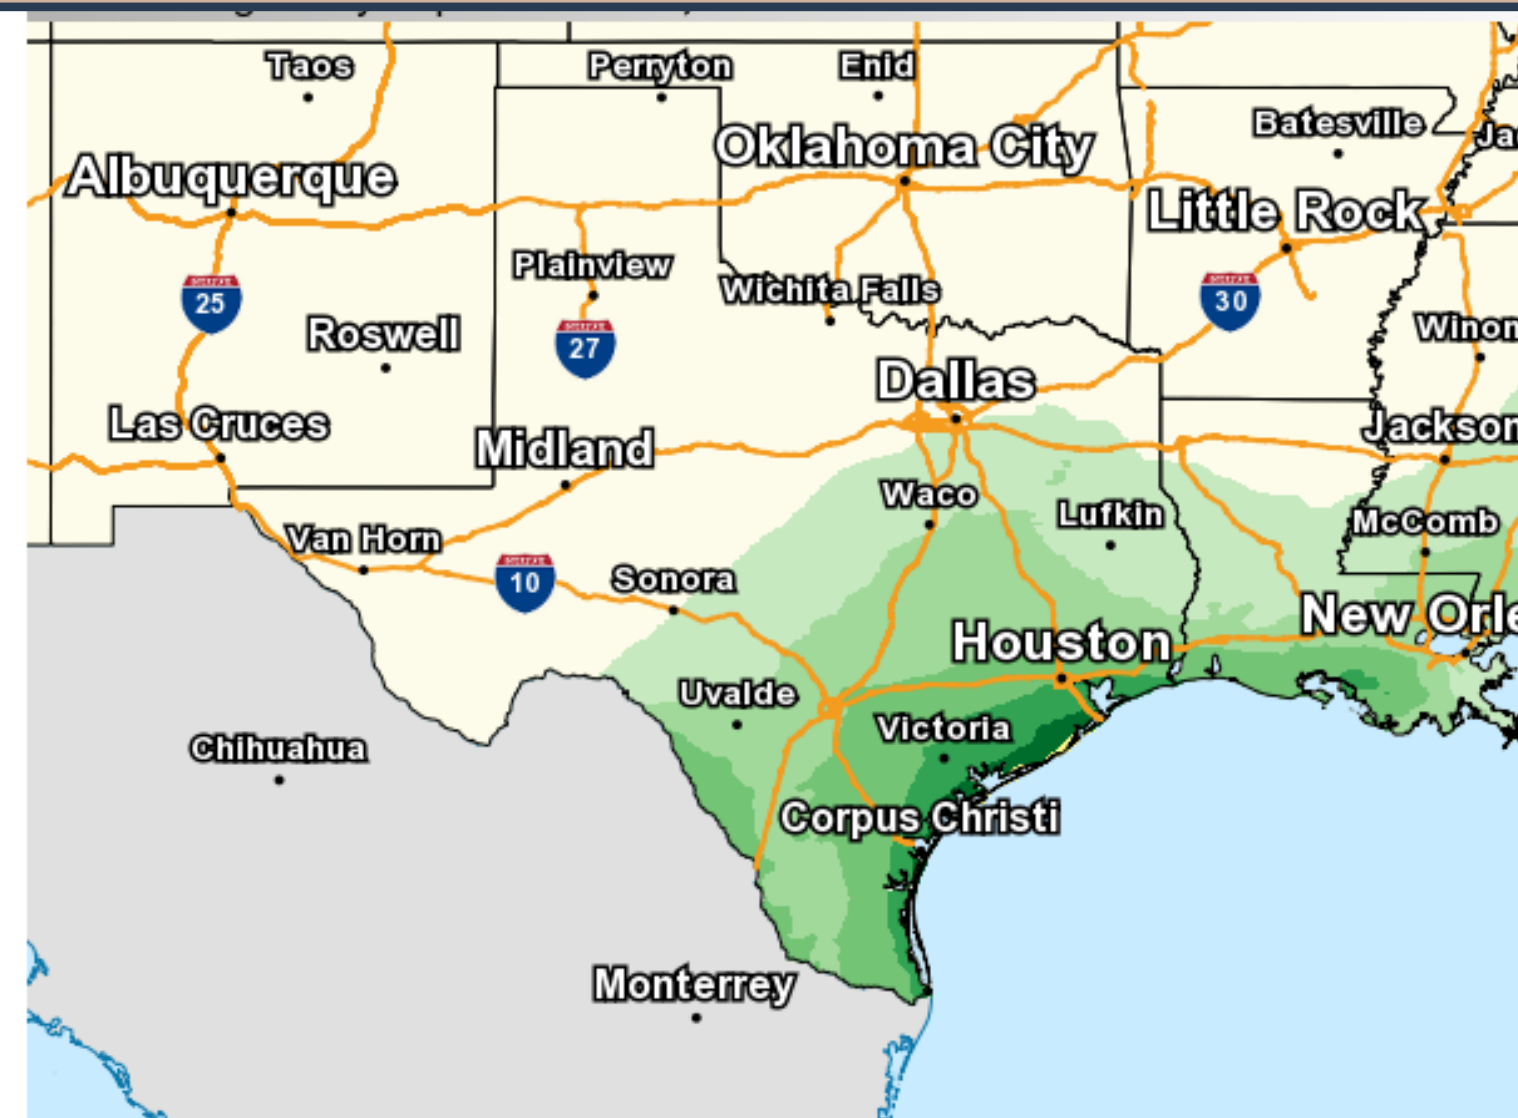 Taos
Perryton
Enid
Batesville
Oklahoma City
Albuquerque
Little Rock
Plainview
Wichita Falls
25
30
Roswell
27
Dallas
Las Cruces
Midland
Jackson
Waco
Lufkin
McComb
Van Horn
10
Sonora
Houston
Uvalde
Victoria
Chihuahua
Corpus Christi
Monterrey
New